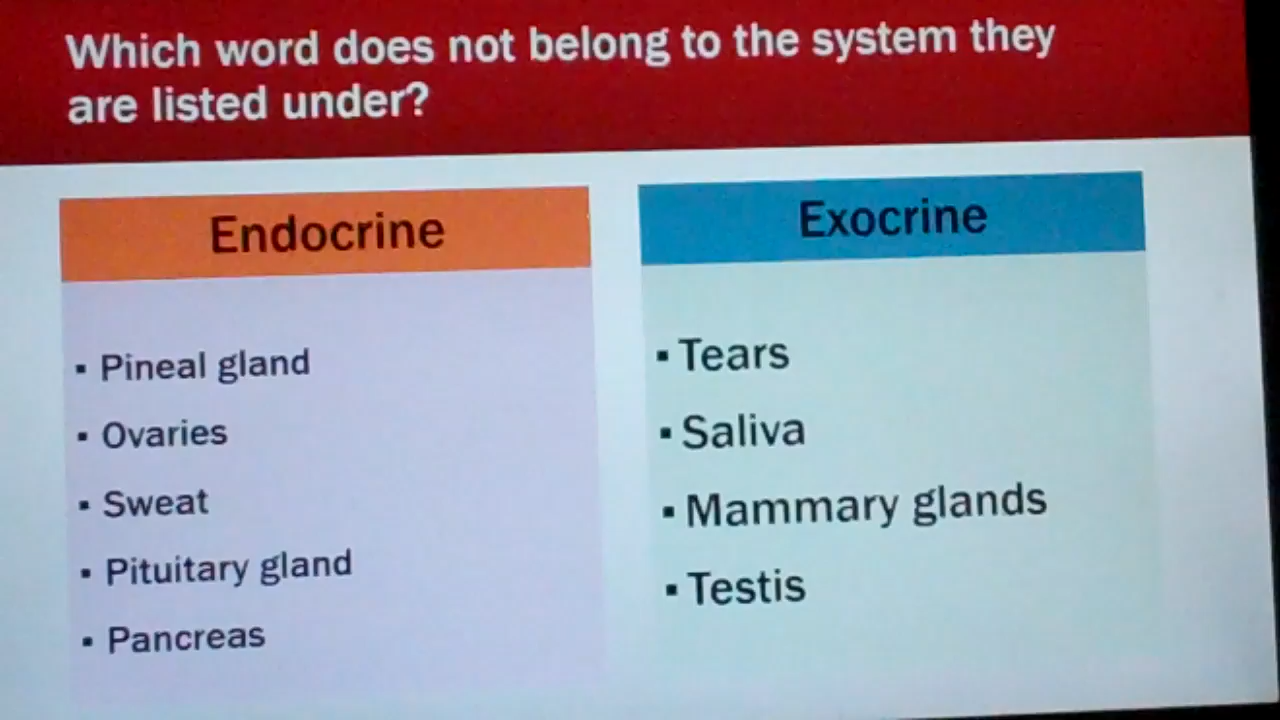 Which word does not belong to the system they
are listed under?
Endocrine
▪ Pineal gland
▪ Ovaries
▪ Sweat
▪ Pituitary gland
▪ Pancreas
Exocrine
▪ Tears
▪ Saliva
▪ Mammary glands
▪ Testis